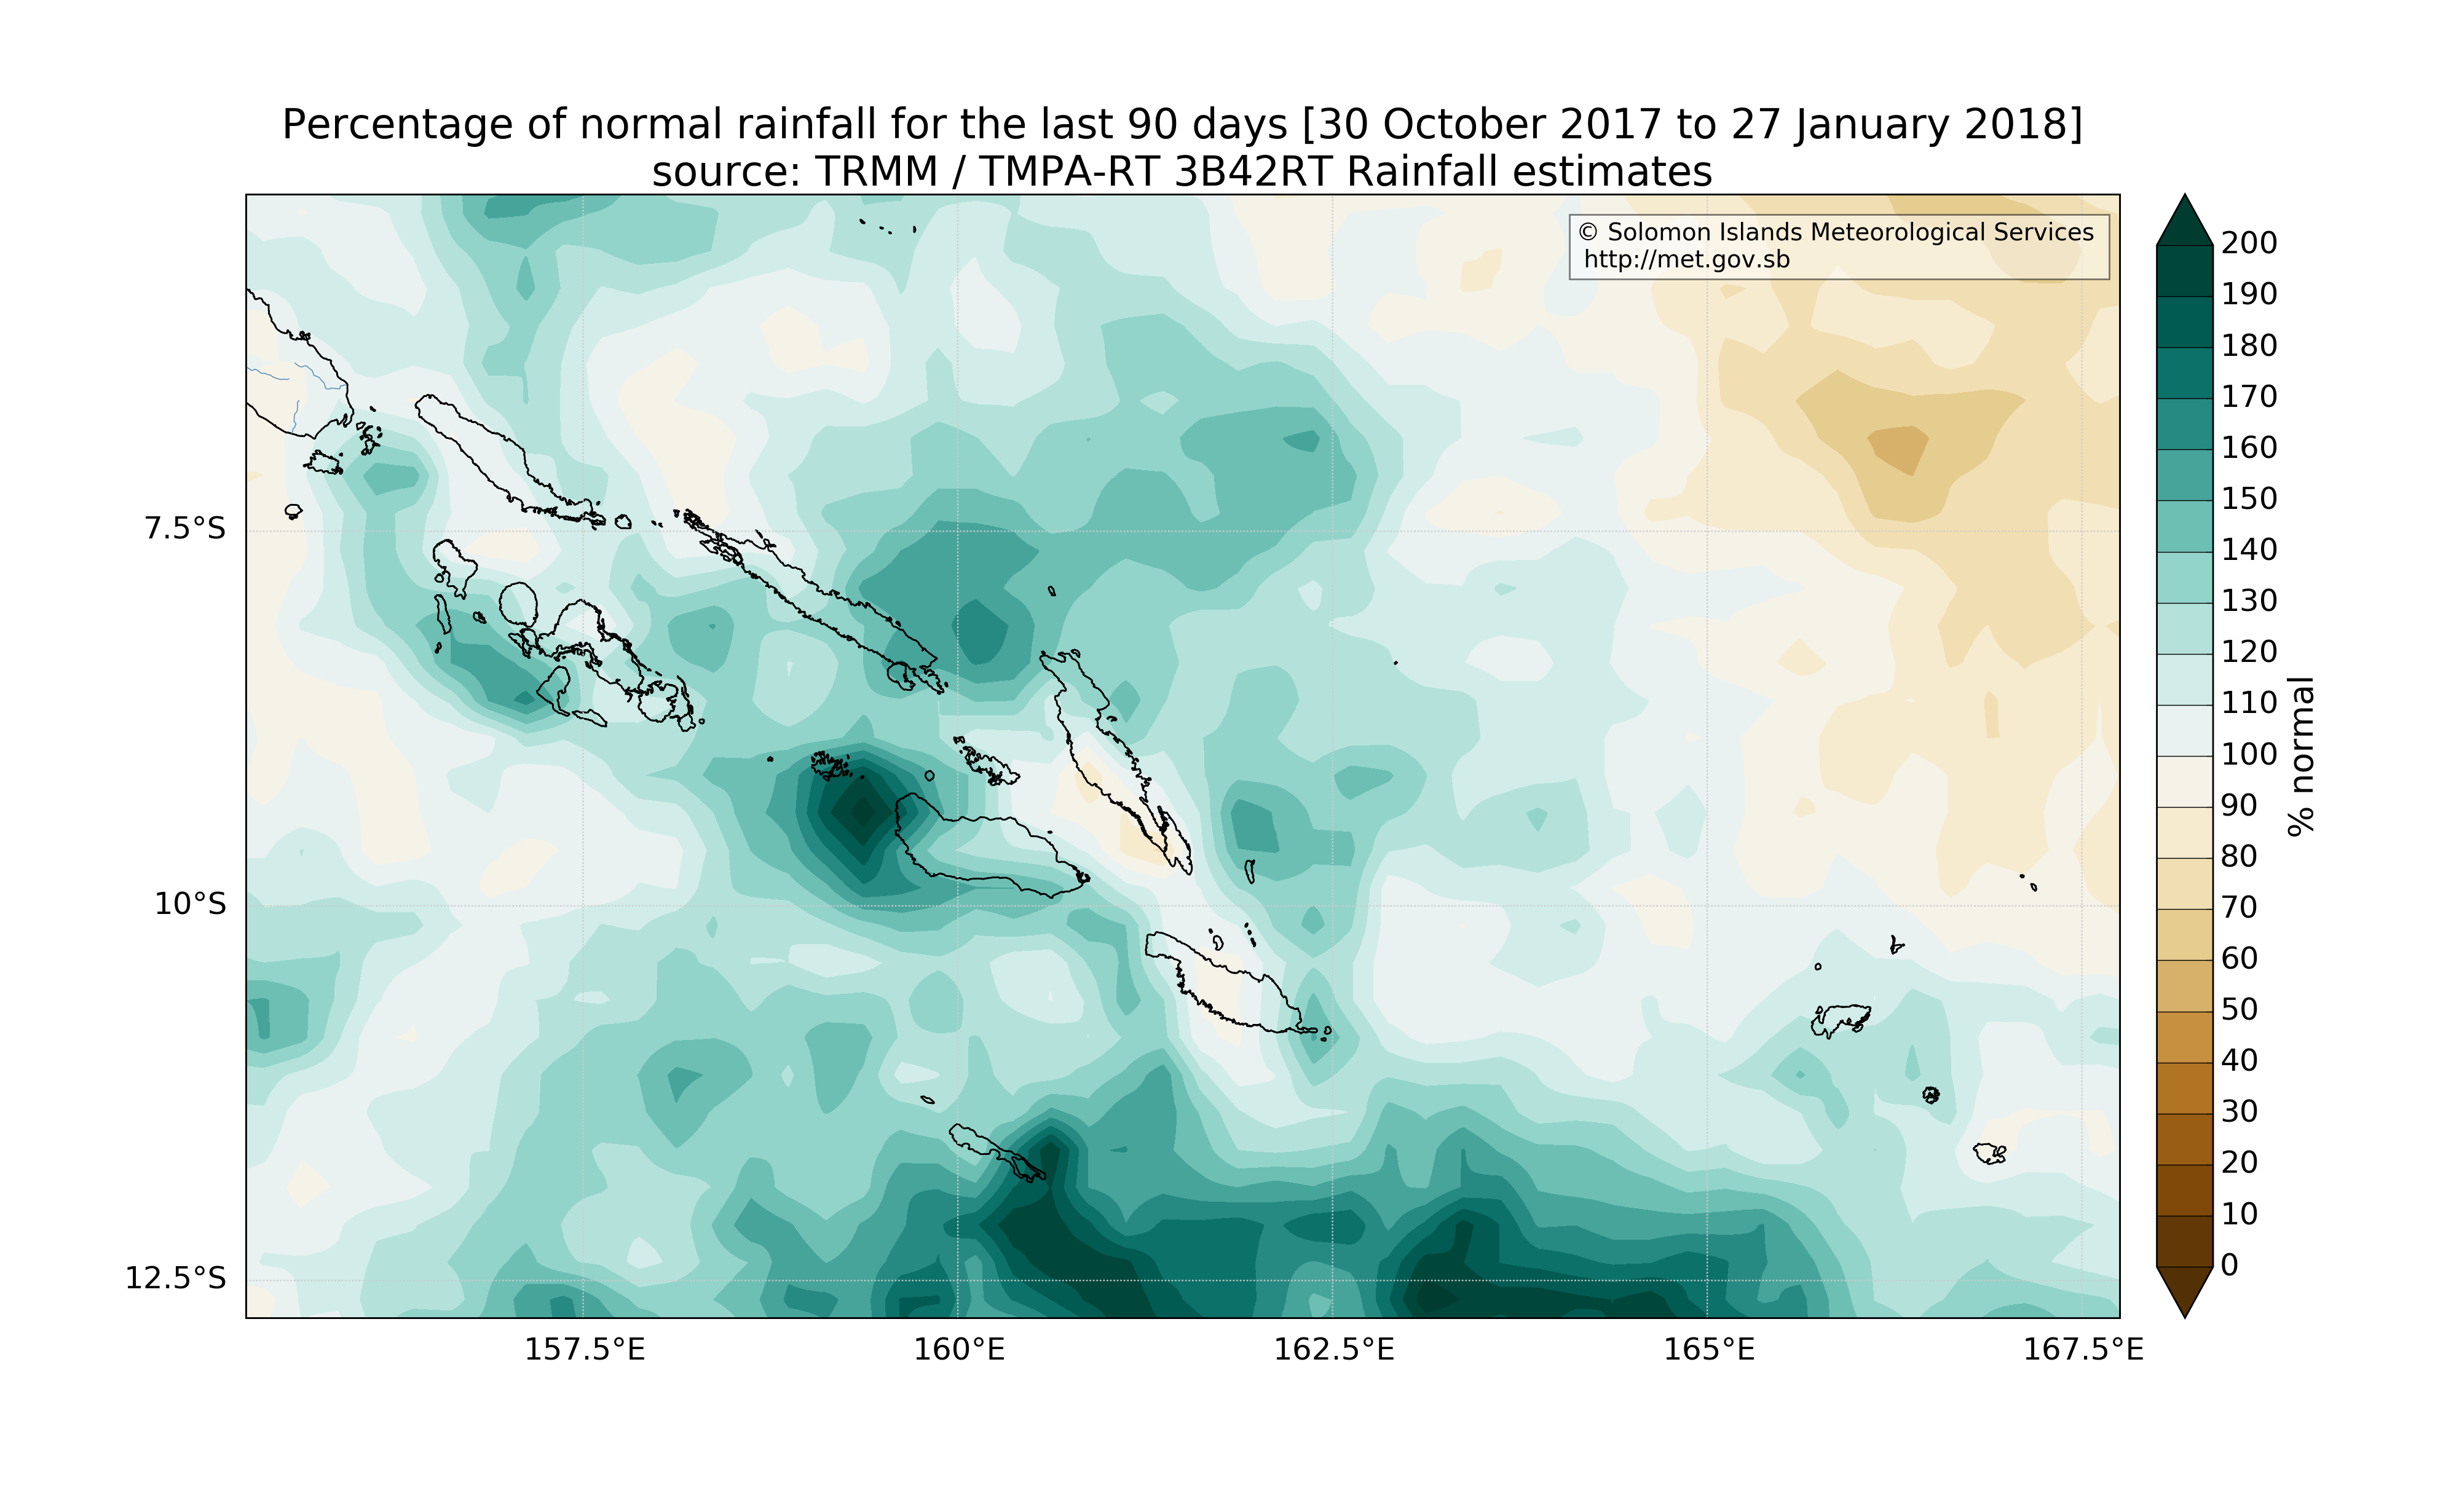 Percentage of normal rainfall for the last 90 days [30 October 2017 to 27 January 2018]
source: TRMM / TMPA-RT 3B42RT Rainfall estimates
© Solomon Islands Meteorological Services
http://met.gov.sb
7.5°S
10°S
12.5°S
157.5°E
160°E
162.5°E
165°E
167.5°E
200
190
180
170
160
150
140
130
120
110
100
90
80
70
60
50
40
30
20
10
0
% normal